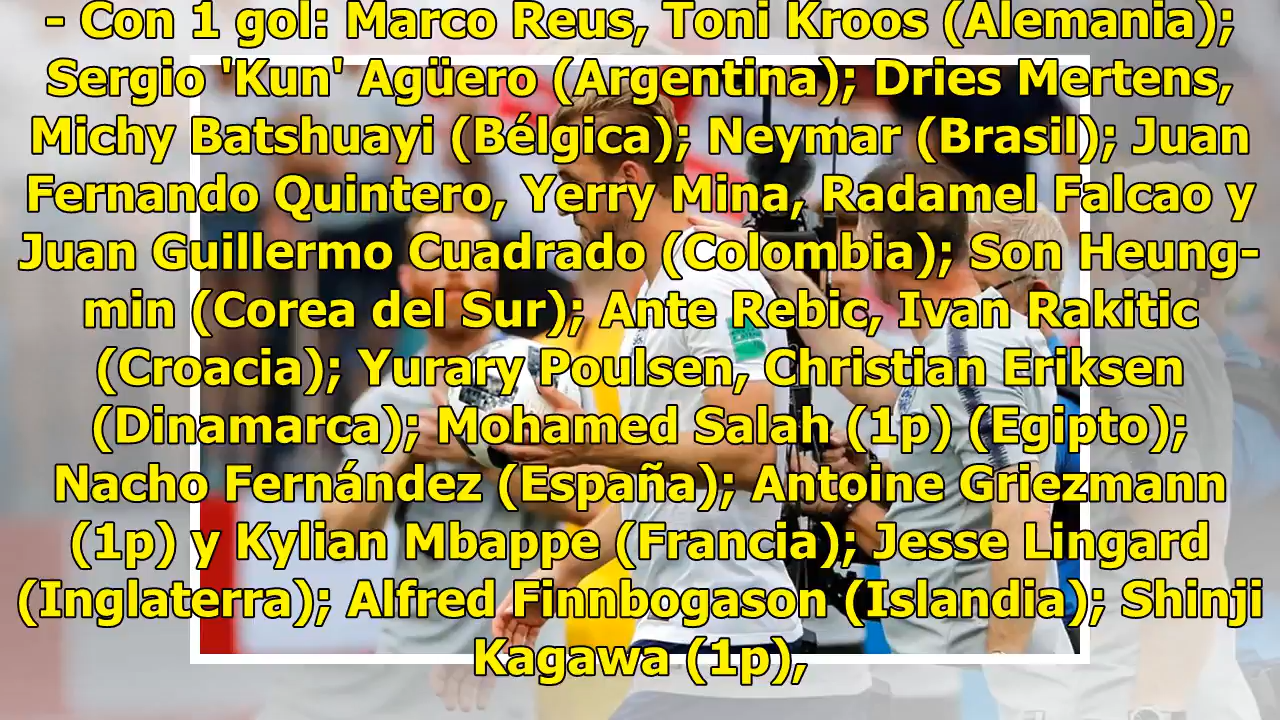 - Con 1 gol: Marco Reus, Toni Kroos (Alemania);
Sergio 'Kun' Agüero (Argentina); Dries Mertens,
Michy Batshuayi (Bélgica); Neymar (Brasil); Juan
Fernando Quintero, Yerry Mina, Radamel Falcao y
Juan Guillermo Cuadrado (Colombia); Son Heung-
min (Corea del Sur); Ante Rebic, Ivan Rakitic
(Croacia); Yurary Poulsen, Christian Eriksen
(Dinamarca); Mohamed Salah (1p) (Egipto);
Nacho Fernández (España); Antoine Griezmann
(1p) y Kylian Mbappe (Francia); Jesse Lingard
(Inglaterra); Alfred Finnbogason (Islandia); Shinji
Kagawa (1p),